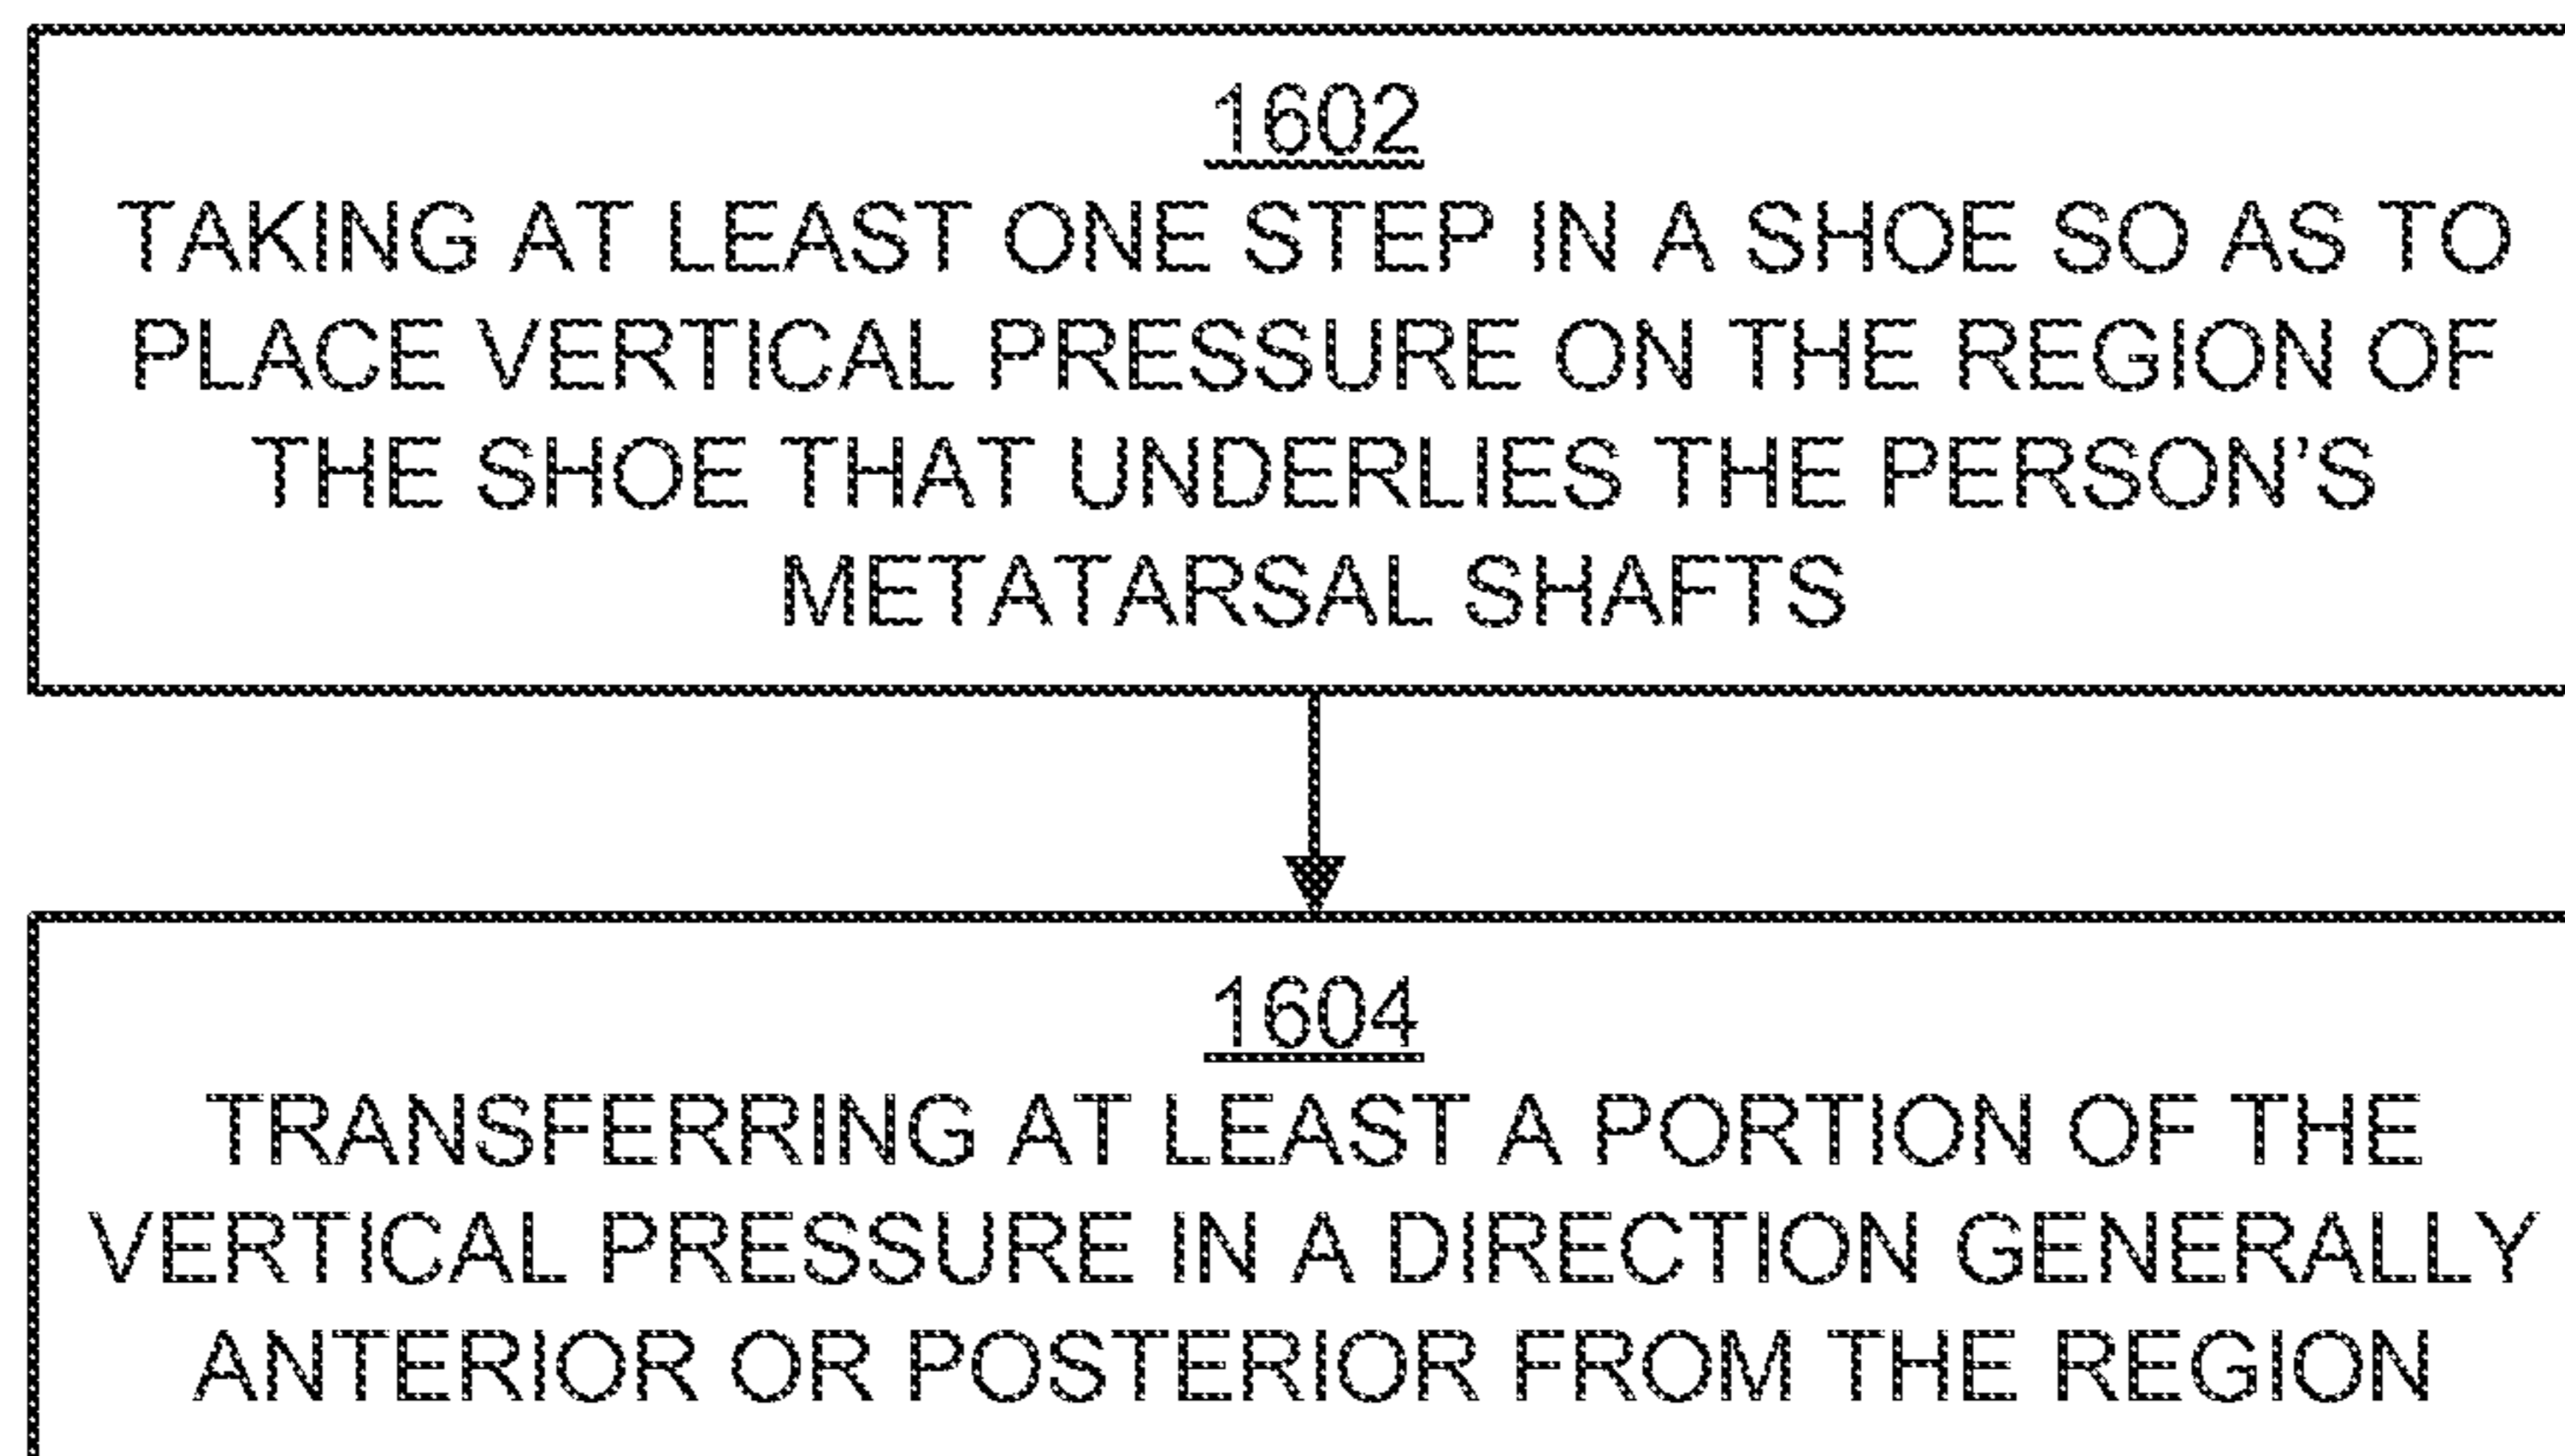 1602
TAKING AT LEAST ONE STEP IN A SHOE SO AS TO
PLACE VERTICAL PRESSURE ON THE REGION OF
THE SHOE THAT UNDERLIES THE PERSON’S
METATARSAL SHAFTS
1604
TRANSFERRING AT LEAST A PORTION OF THE
VERTICAL PRESSURE IN A DIRECTION GENERALLY
ANTERIOR OR POSTERIOR FROM THE REGION